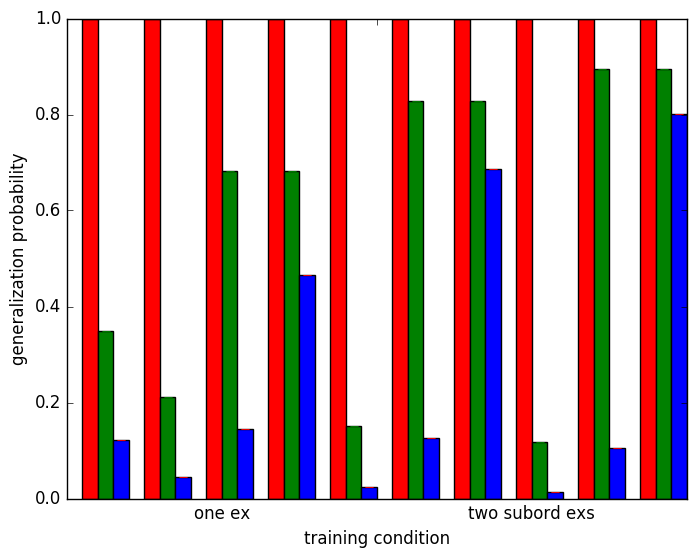 generalization probability
1.0
0.8
0.6
0.4
0.2
0.0
one ex two subord exs
training condition